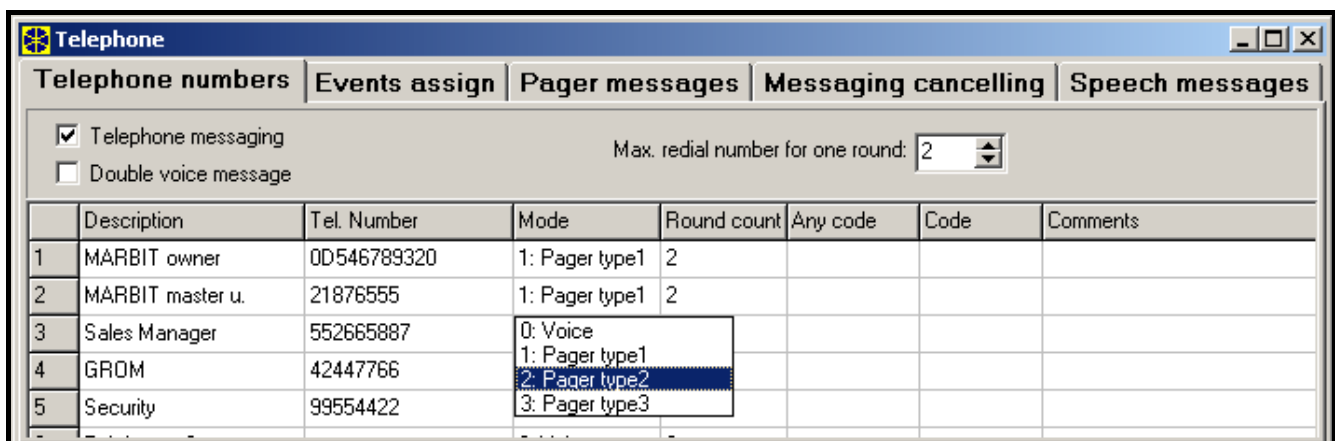 Telephone
Telephone numbers Events assign Pager messages Messaging cancelling Speech messages
Telephone messaging
Max. redial number for one round: 2
Double voice message
Description Tel. Number Mode Round count Any code Code Comments
1 MARBIT owner 0D546789320 1: Pager type1 2
2 MARBIT master u. 21876555 1: Pager type1 2
3 Sales Manager 552665887 0: Voice
1: Pager type1
4 GROM 42447766 2: Pager type2
5 Security 99554422 3: Pager type3